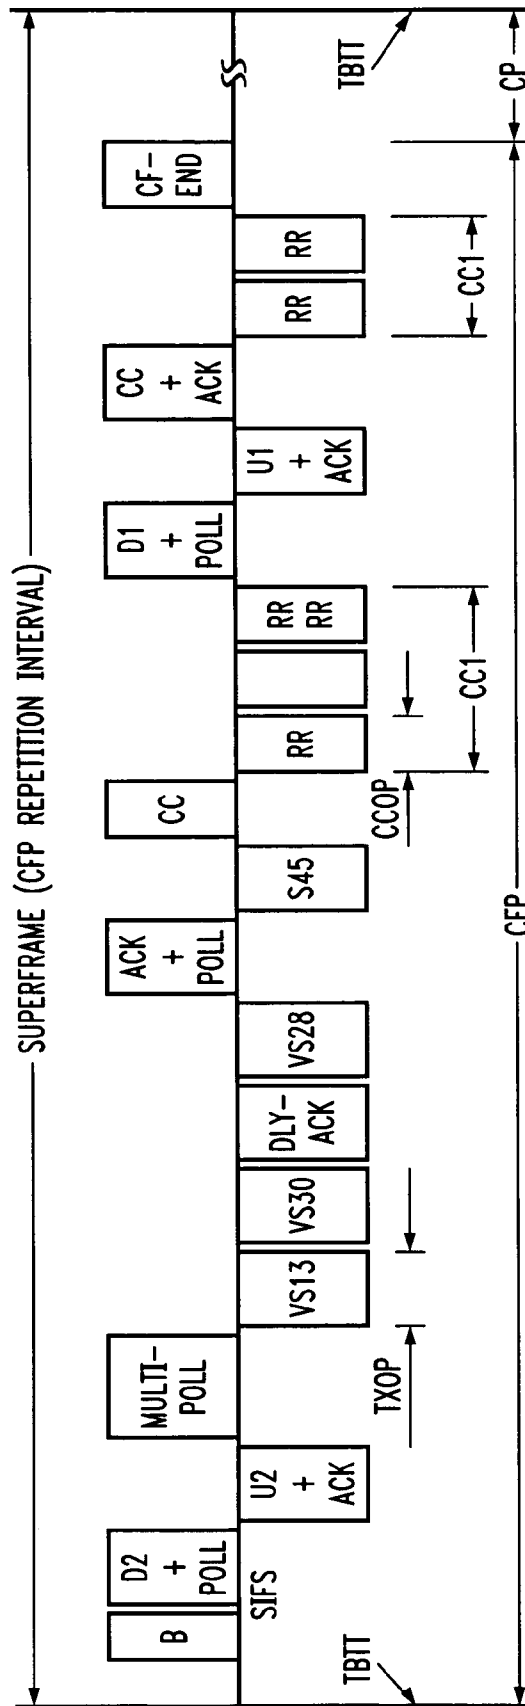 SUPERFRAME (CFP REPETITION INTERVAL)
B
D2
+
POLL
MULTI-
POLL
ACK
+
POLL
CC
D1
+
POLL
CC
+
ACK
CF-
END
SIFS
U2
+
ACK
VS13
VS30
DLY-
ACK
VS28
S45
RR
RR
RR
U1
+
ACK
RR
RR
TBTT
TXOP
CCOP
CC1
CC1
TBTT
CFP
CP